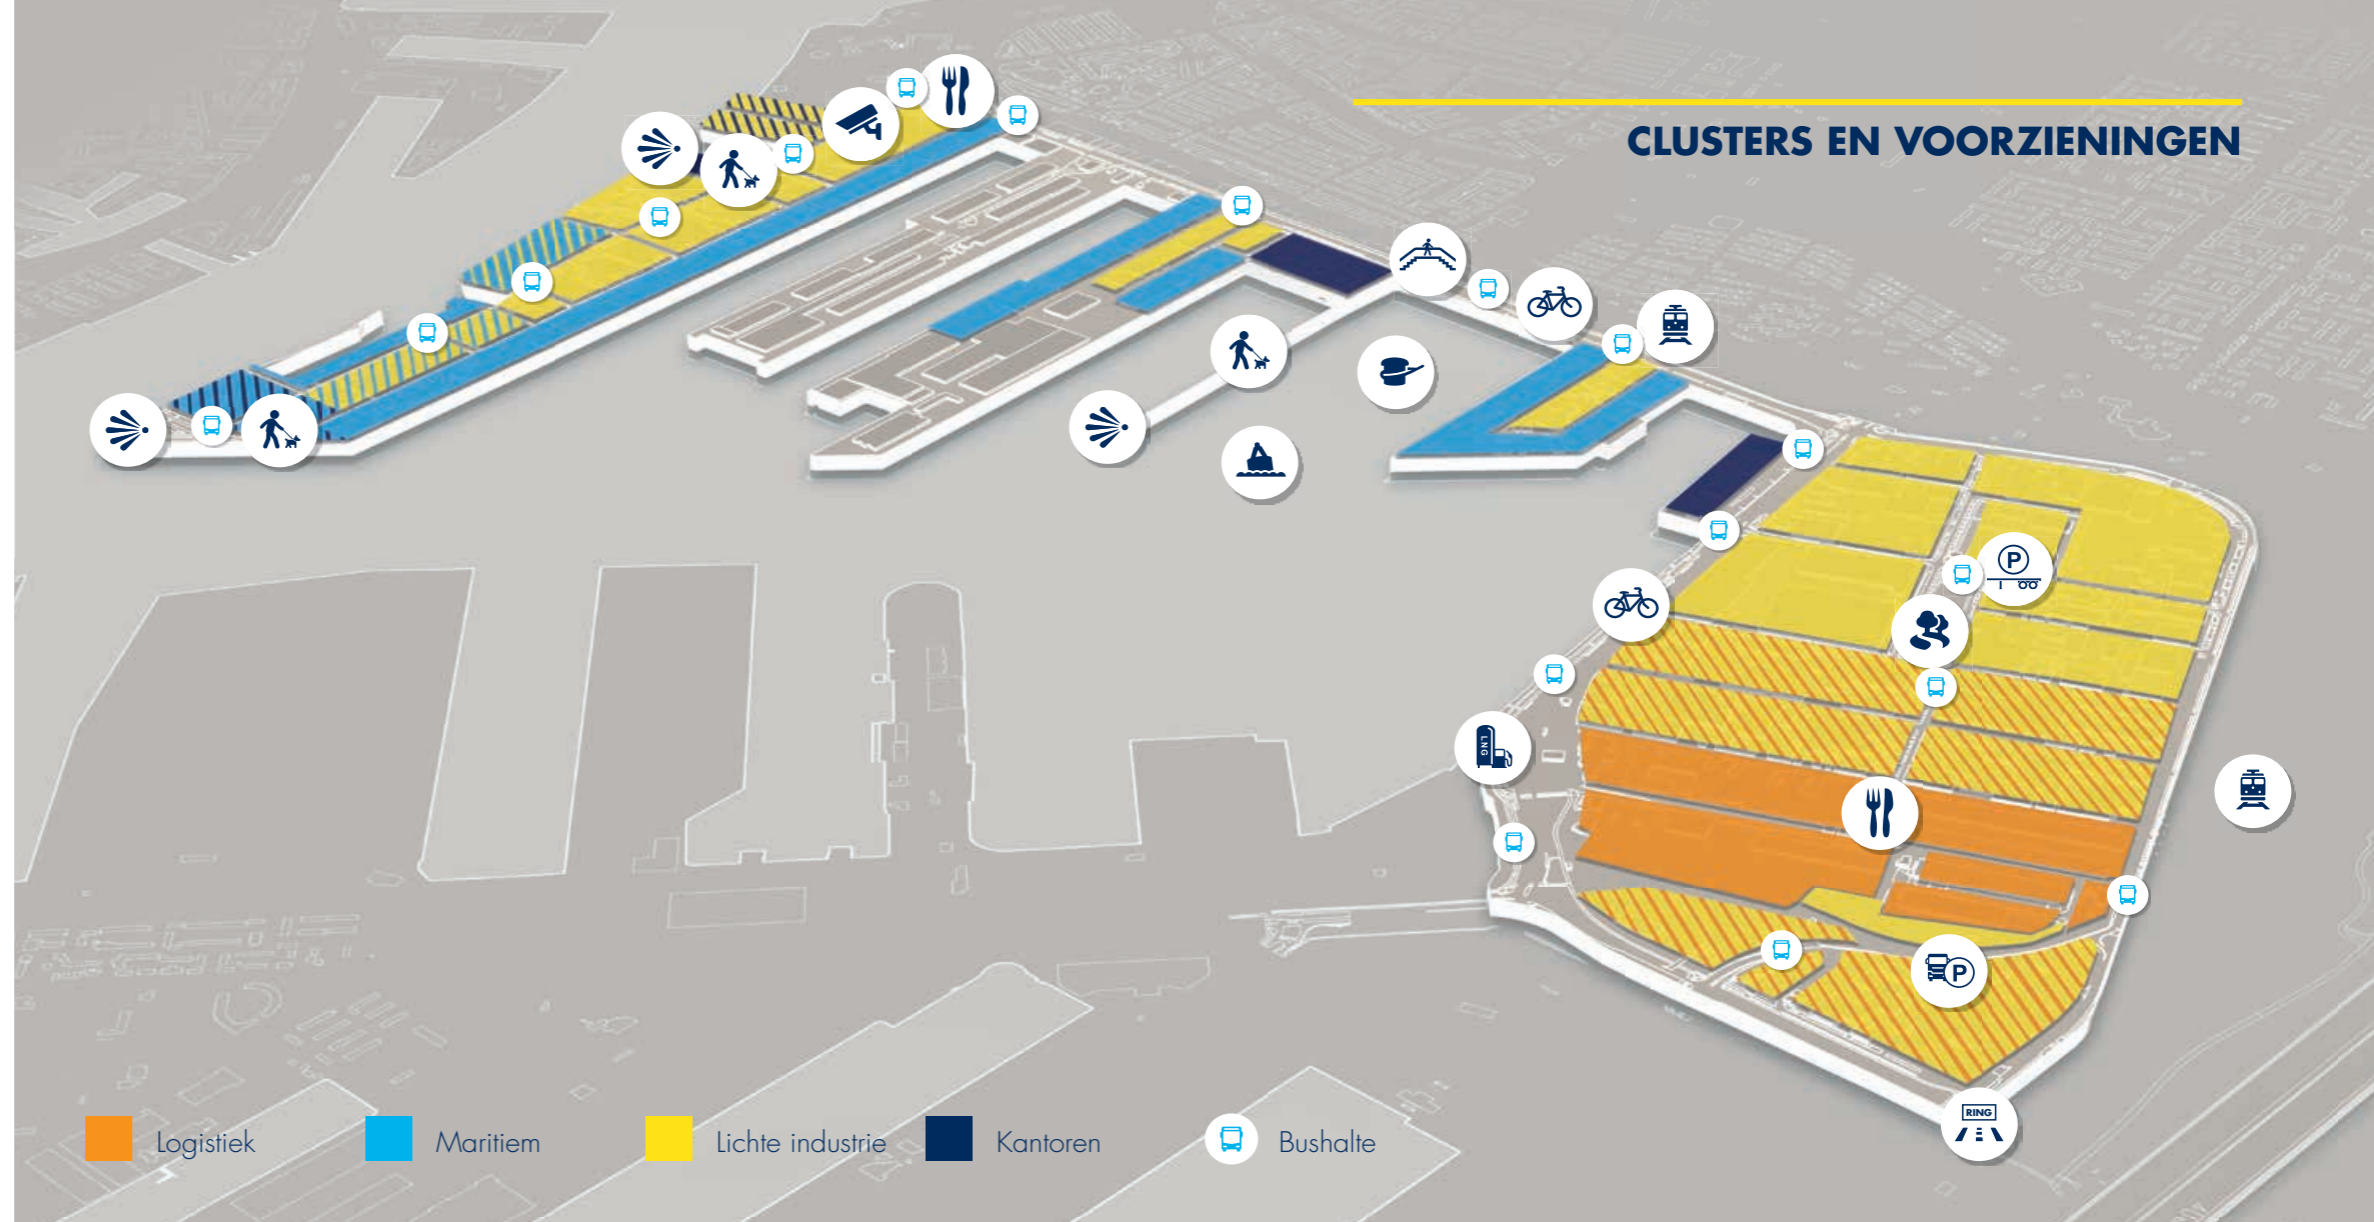 CLUSTERS EN VOORZIENINGEN
P
LNG
P
RING
Logistiek
Maritiem
Lichte industrie
Kantoren
Bushalte